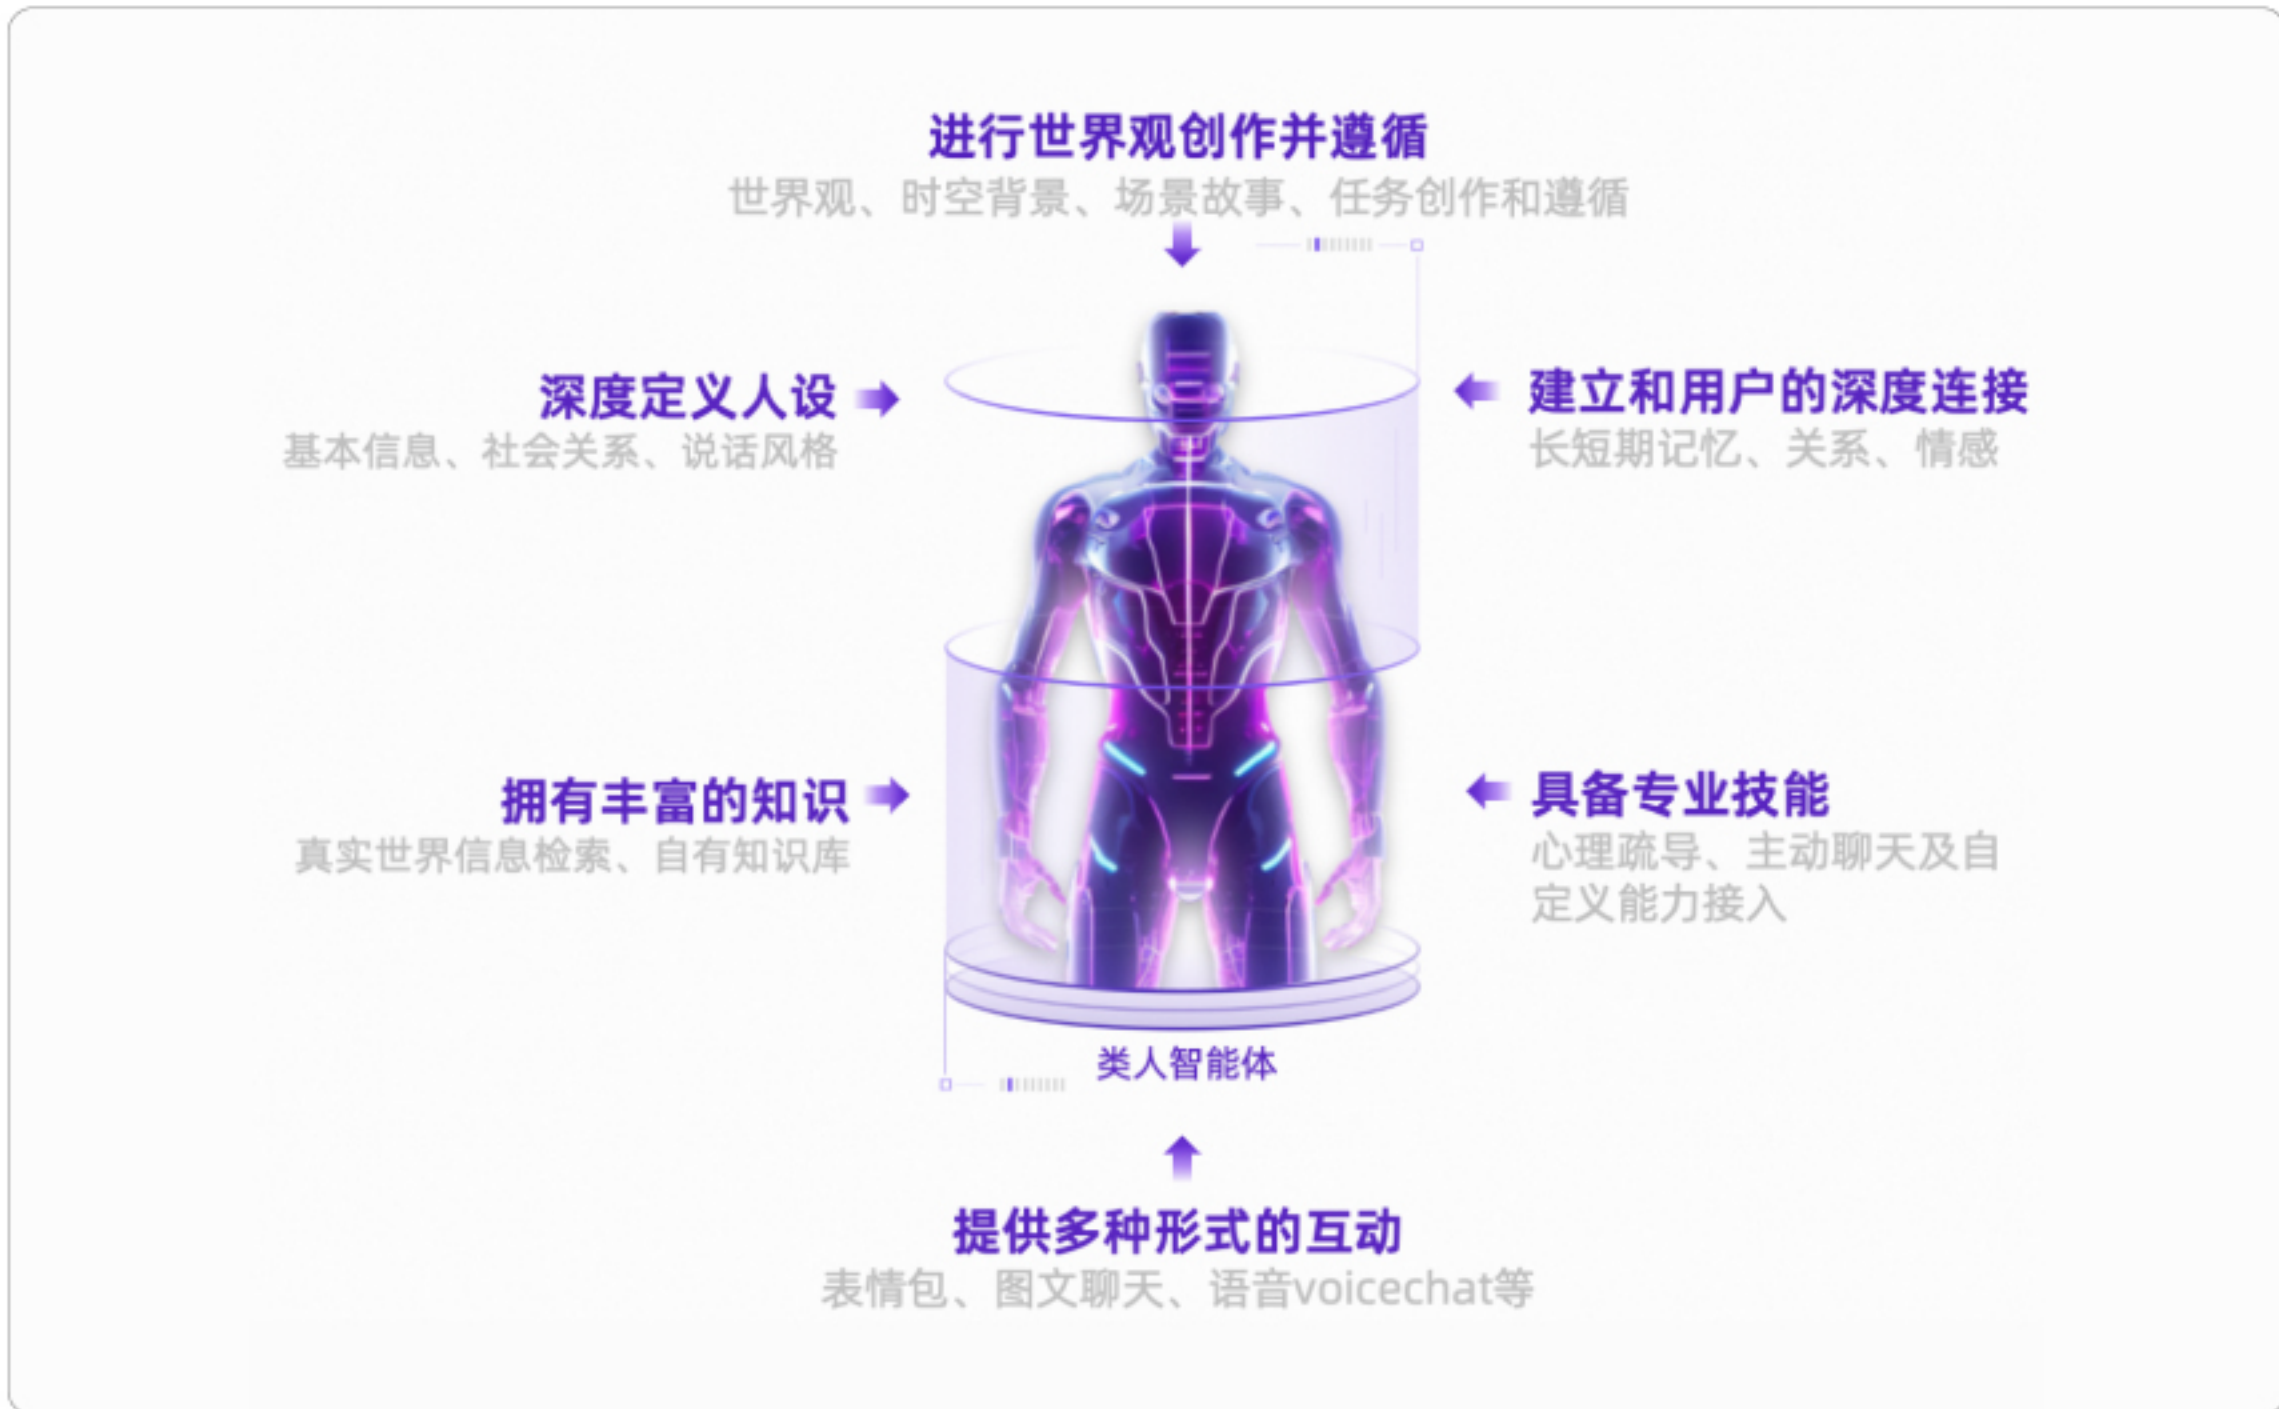 进行世界观创作并遵循
世界观、时空背景、场景故事、任务创作和遵循
深度定义人设
基本信息、社会关系、说话风格
建立和用户的深度连接
长短期记忆、关系、情感
拥有丰富的知识
真实世界信息检索、自有知识库
具备专业技能
心理疏导、主动聊天及自
定义能力接入
类人智能体
提供多种形式的互动
表情包、图文聊天、语音voicechat等